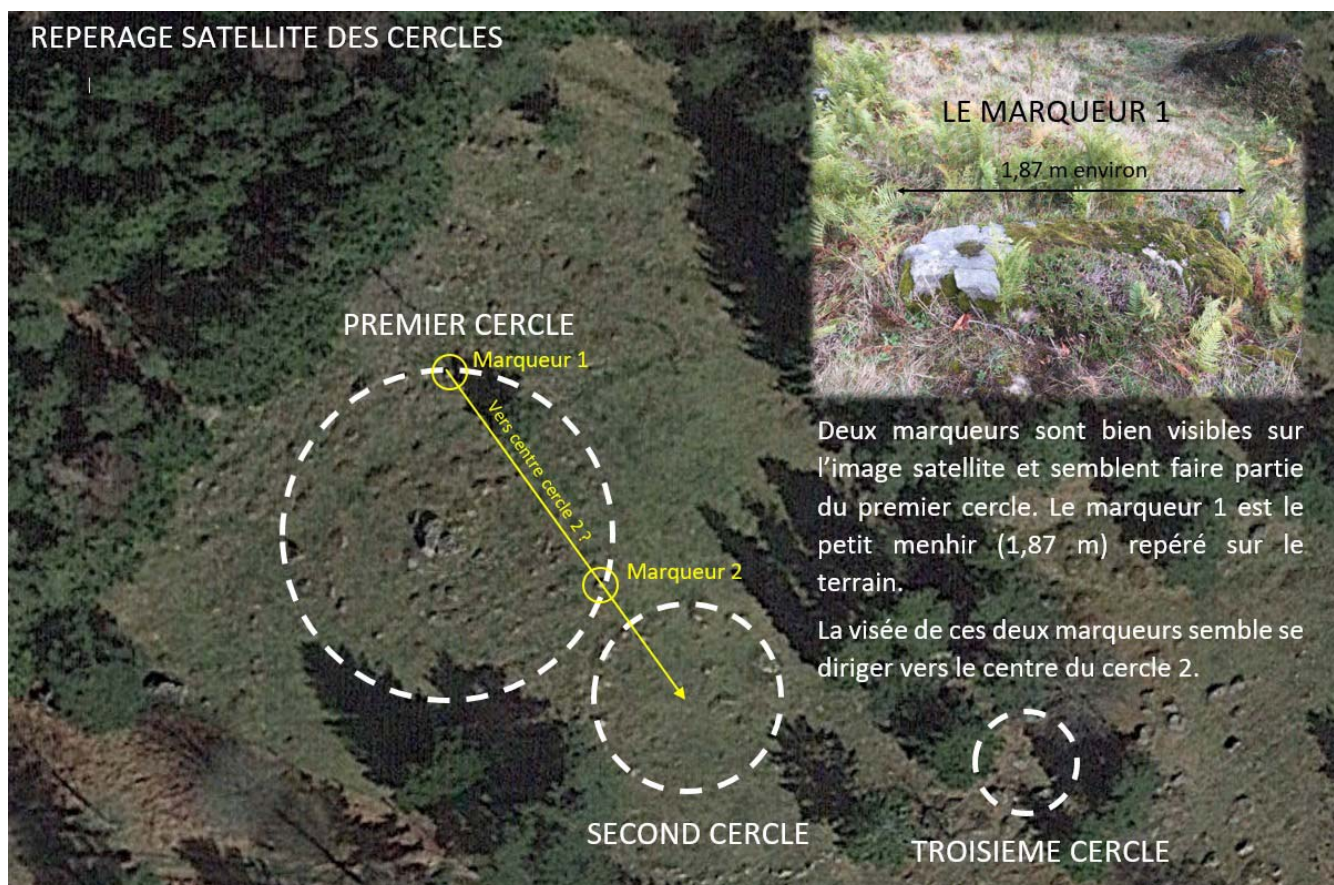 REPERAGE SATELLITE DES CERCLES
LE MARQUEUR 1
1,87 m environ
PREMIER CERCLE
Marqueur 1
Vers centre cercle 2 ?
Marqueur 2
Deux marqueurs sont bien visibles sur
l'image satellite et semblent faire partie
du premier cercle. Le marqueur 1 est le
petit menhir (1,87 m) repéré sur le
terrain.
La visée de ces deux marqueurs semble se
diriger vers le centre du cercle 2.
SECOND CERCLE
TROISIEME CERCLE